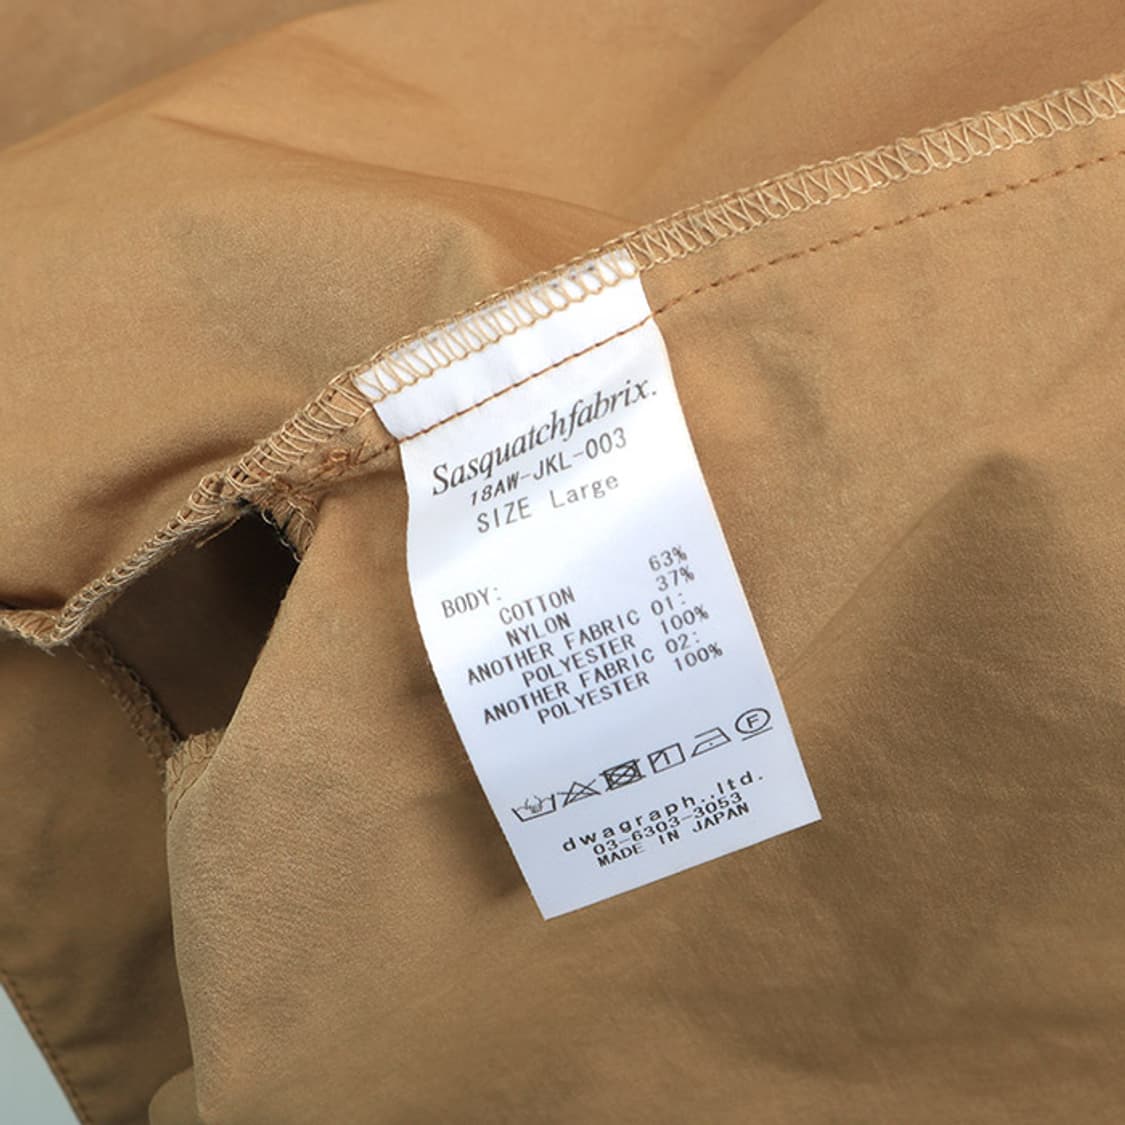 Sasquatchfabrix.
18AW-JKL-003
SIZE Large
BODY:
COTTON 63%
NYLON 37%
ANOTHER FABRIC 01:
POLYESTER 100%
ANOTHER FABRIC 02:
POLYESTER 100%
F
dwagraph.,ltd.
03-6303-3053
MADE IN JAPAN